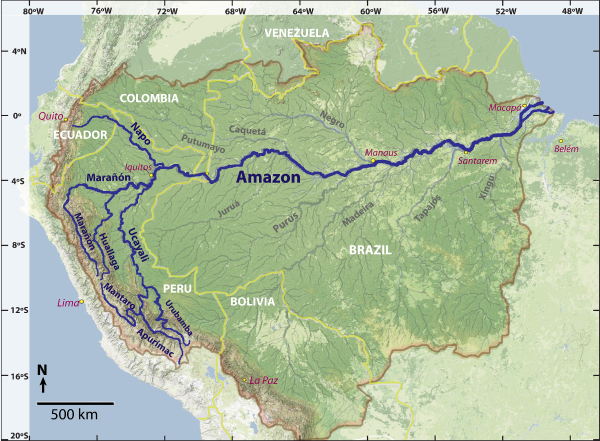 80°W
76°W
72°W
68°W
64°W
60°W
56°W
52°W
48°W
4°N
0°
4°S
8°S
12°S
16°S
20°S
VENEZUELA
COLOMBIA
Quito
ECUADOR
Napo
Putumayo
Caquetá
Negro
Macapá
Manaus
Santarem
Belém
Iquitos
Marañón
Amazon
Marañón
Huallaga
Ucayali
Juruá
Purus
Madeira
Tapajós
Xingu
BRAZIL
PERU
BOLIVIA
Lima
Mantaro
Urubamba
Apurimac
La Paz
N
500 km